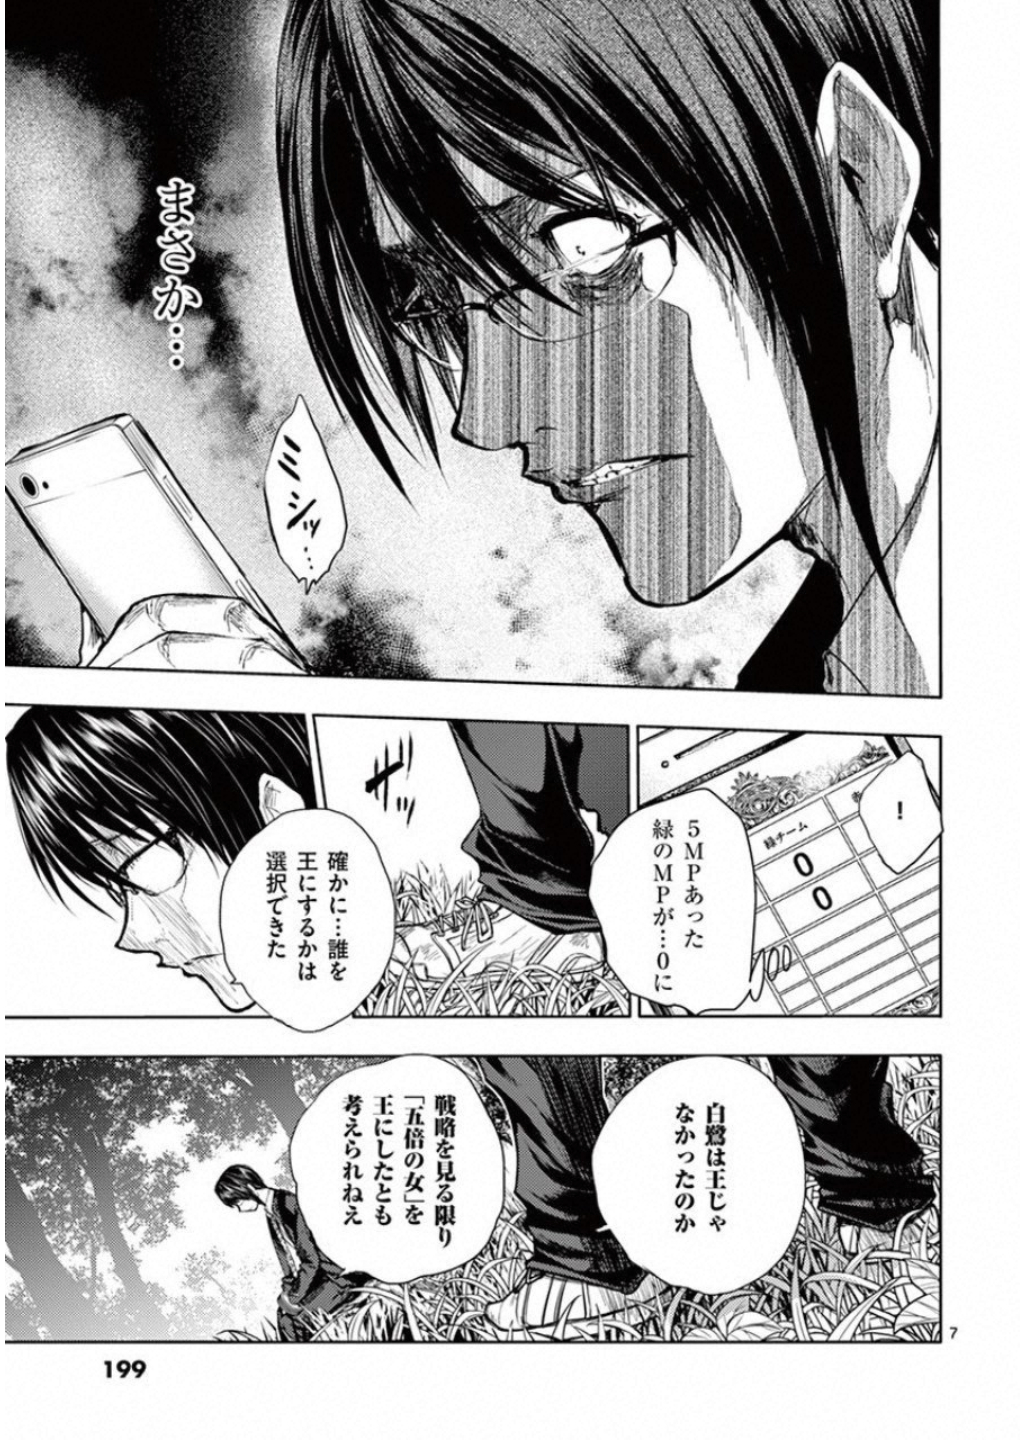 まさか…
ミシッ…
!
緑チーム
0
0
5MPあった
緑のMPが…0に
ザッ
確かに…誰を
王にするかは
選択できた
白鷺は王じゃ
なかったのか
戦略を見る限り
「五倍の女」を
王にしたとも
考えられねえ
7
199